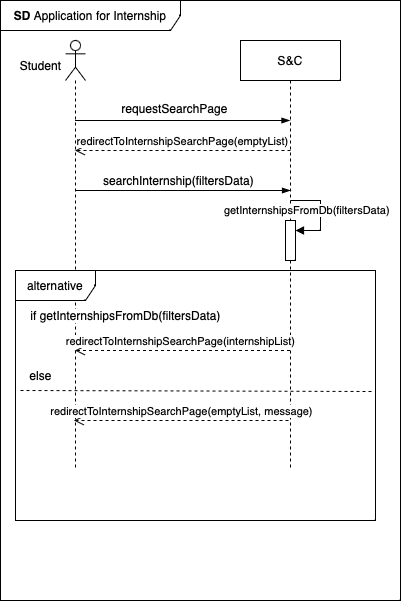 SD Application for Internship
Student
S&C
requestSearchPage
redirectToInternshipSearchPage(emptyList)
searchInternship(filtersData)
getInternshipsFromDb(filtersData)
alternative
if getInternshipsFromDb(filtersData)
redirectToInternshipSearchPage(internshipList)
else
redirectToInternshipSearchPage(emptyList, message)